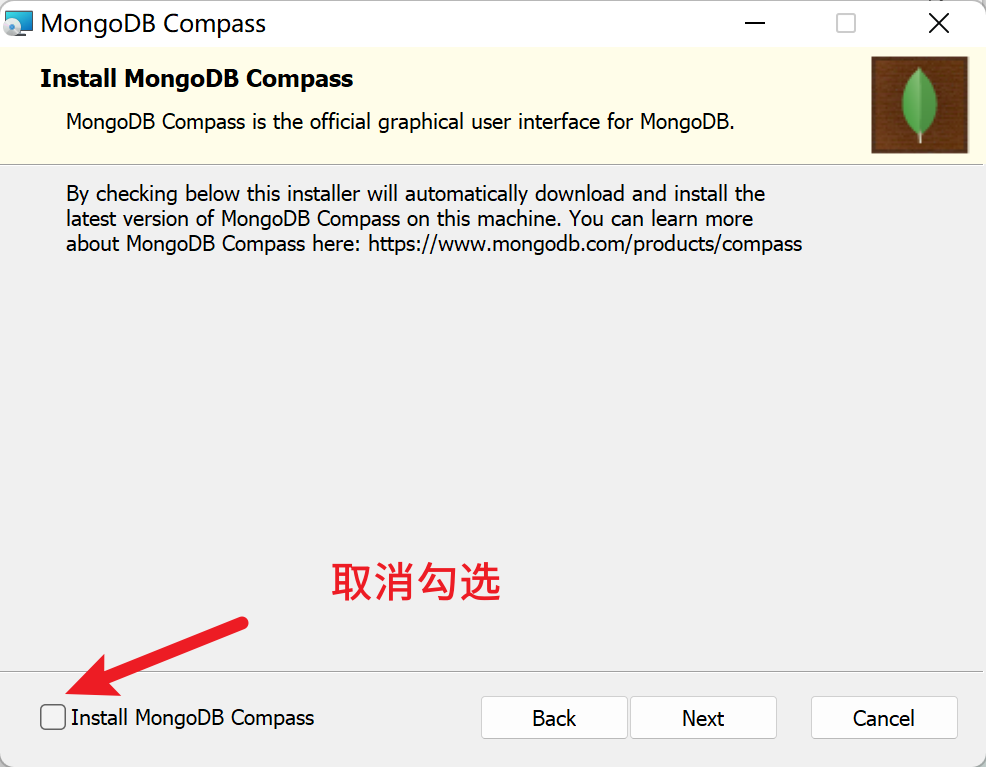 MongoDB Compass
Install MongoDB Compass
MongoDB Compass is the official graphical user interface for MongoDB.
By checking below this installer will automatically download and install the
latest version of MongoDB Compass on this machine. You can learn more
about MongoDB Compass here: https://www.mongodb.com/products/compass
取消勾选
Install MongoDB Compass
Back
Next
Cancel